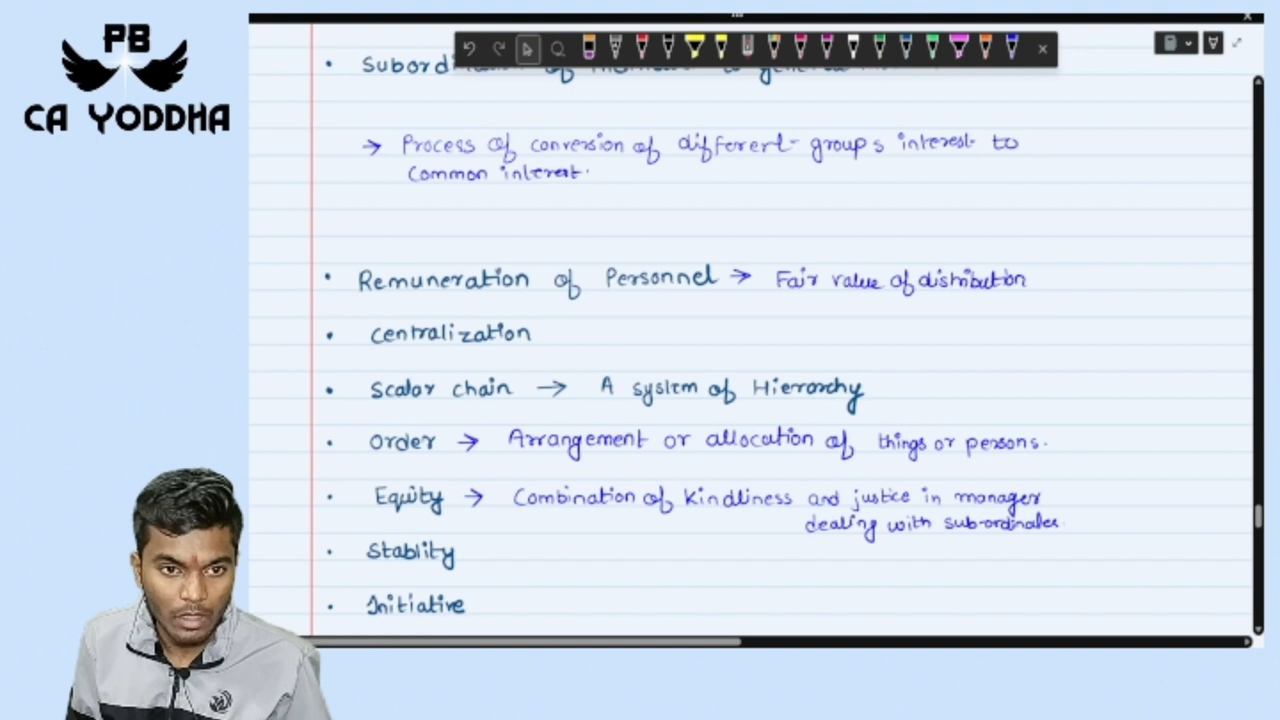 PB
CA YODDHA
• Subord
→ Process of conversion of different groups interest to
Common interest.
• Remuneration of Personnel → Fair value of distribution
• Centralization
• Scalar chain → A system of Hierarchy
• Order → Arrangement or allocation of things or persons.
• Equity → Combination of Kindliness and justice in manager
dealing with sub-ordinates.
• Stablity
• Initiative